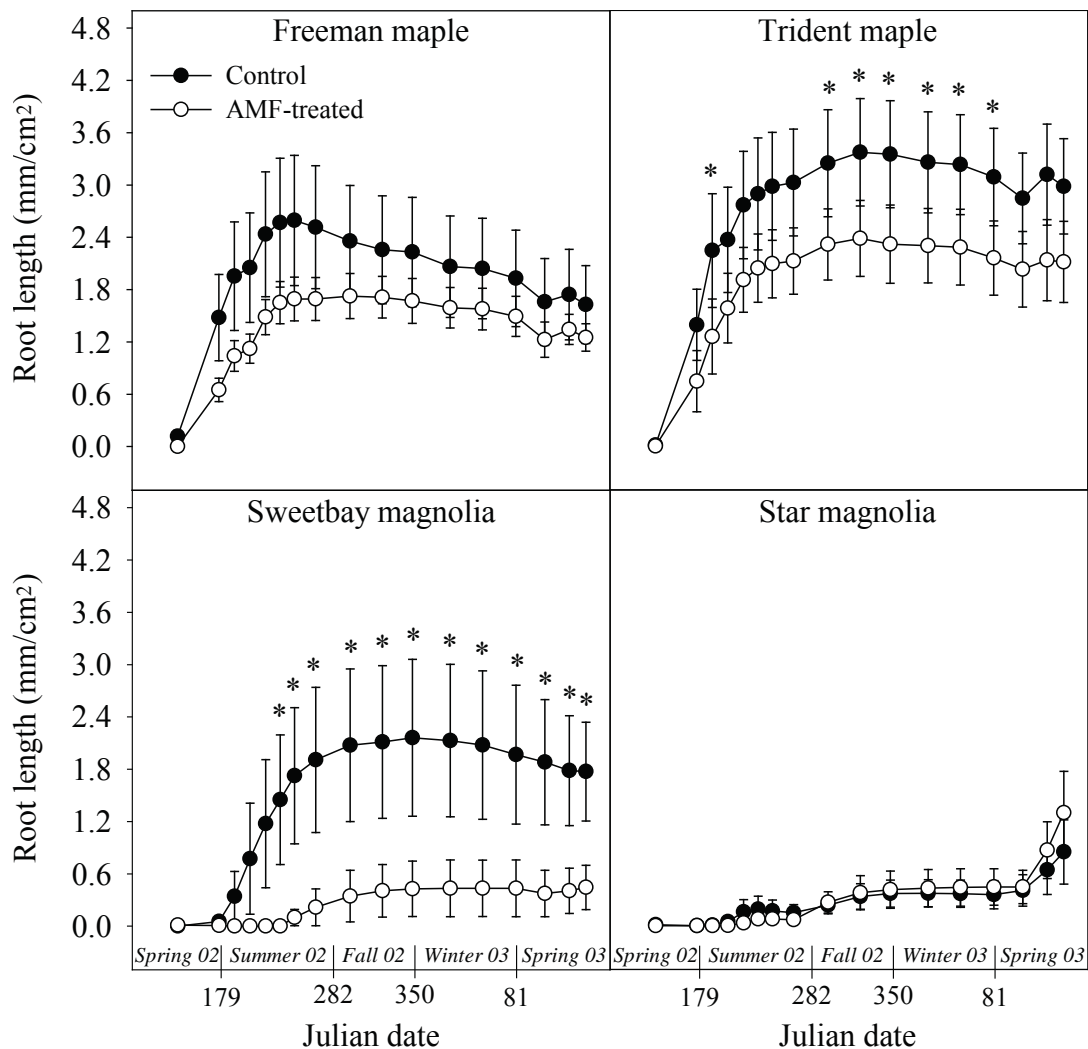 Freeman maple
Trident maple
Control
AMF-treated
4.8
4.2
3.6
3.0
2.4
1.8
1.2
0.6
0.0
Root length (mm/cm²)
* * * * * * *
Sweetbay magnolia
Star magnolia
4.8
4.2
3.6
3.0
2.4
1.8
1.2
0.6
0.0
Root length (mm/cm²)
* * * * * * * * * * *
Spring 02 Summer 02 Fall 02 Winter 03 Spring 03
Spring 02 Summer 02 Fall 02 Winter 03 Spring 03
179 282 350 81
179 282 350 81
Julian date
Julian date